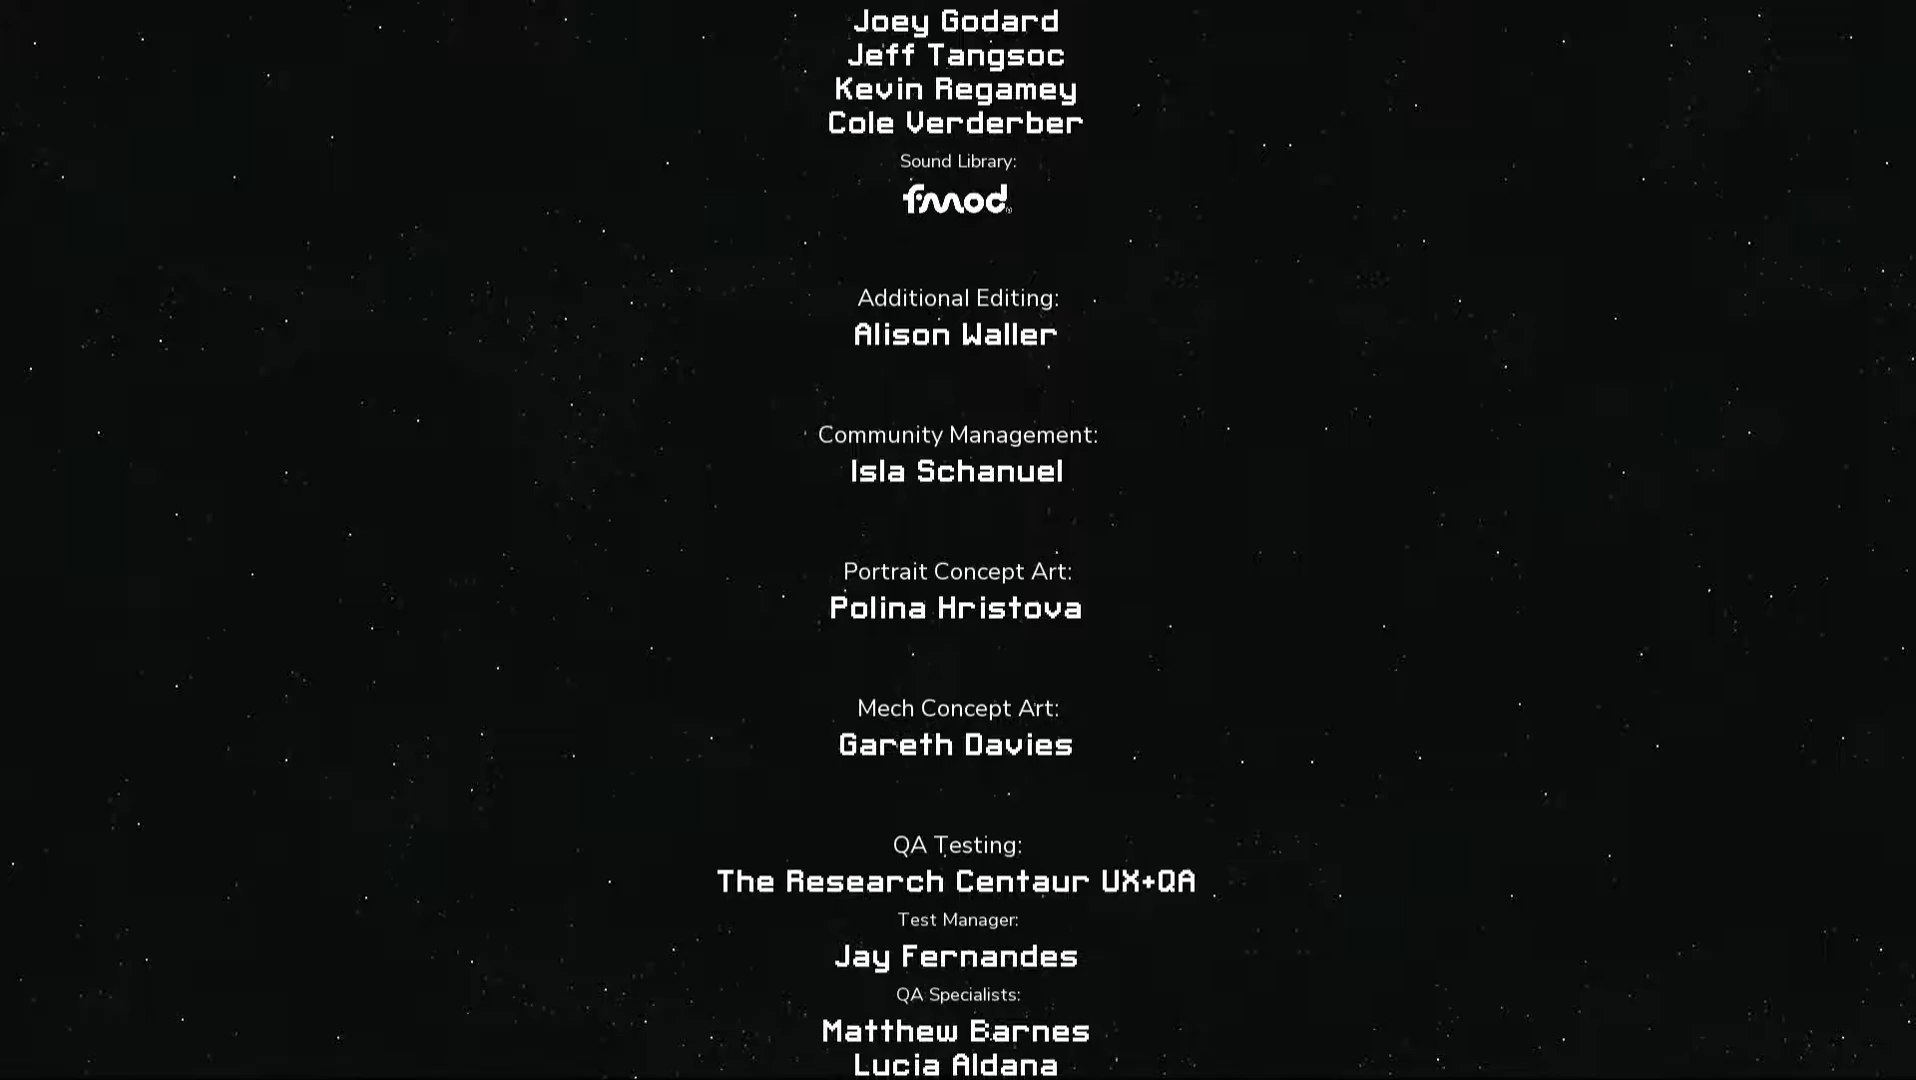 Joey Godard
Jeff Tangsoc
Kevin Regamey
Cole Verderber
Sound Library:
fmod®
Additional Editing:
Alison Waller
Community Management:
Isla Schanuel
Portrait Concept Art:
Polina Hristova
Mech Concept Art:
Gareth Davies
QA Testing:
The Research Centaur UX+QA
Test Manager:
Jay Fernandes
QA Specialists:
Matthew Barnes
Lucia Aldana